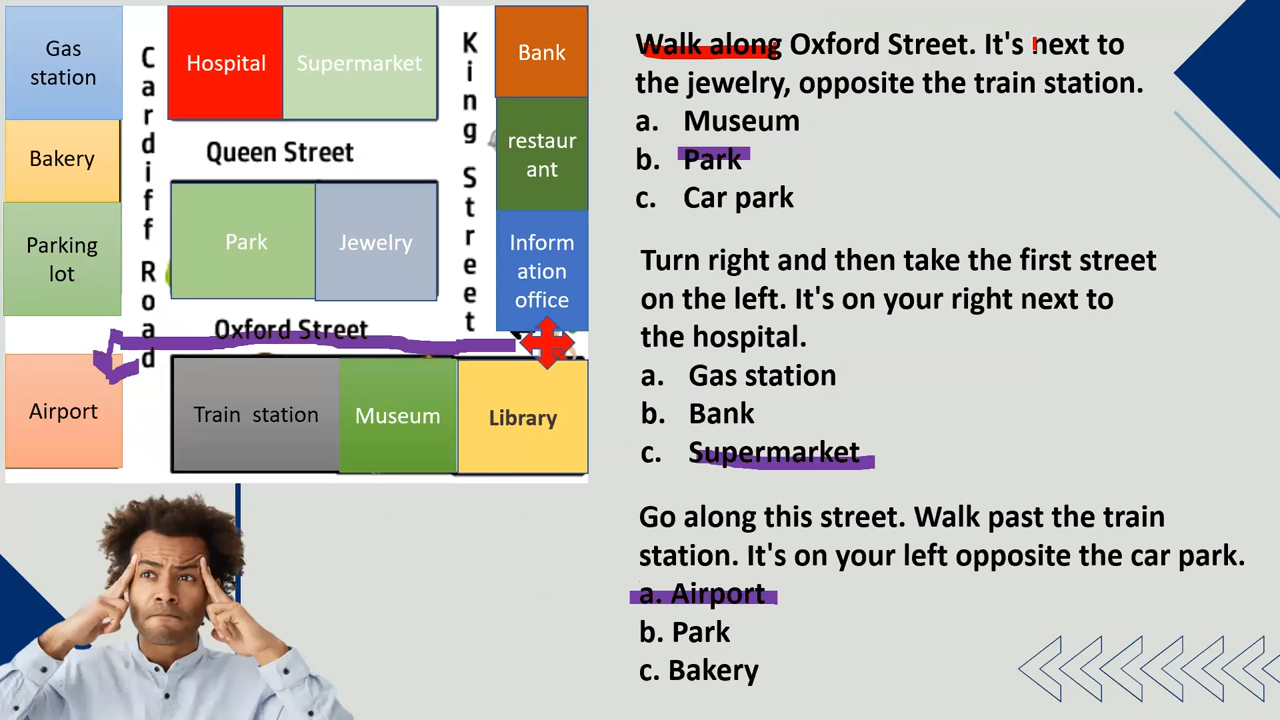 Gas
station
Bakery
Parking
lot
Airport
Cardiff Road
Hospital
Supermarket
Queen Street
Park
Jewelry
Oxford Street
Train station
Museum
Library
King Street
Bank
restaur
ant
Inform
ation
office
Walk along Oxford Street. It's next to
the jewelry, opposite the train station.
a. Museum
b. Park
c. Car park
Turn right and then take the first street
on the left. It's on your right next to
the hospital.
a. Gas station
b. Bank
c. Supermarket
Go along this street. Walk past the train
station. It's on your left opposite the car park.
a. Airport
b. Park
c. Bakery